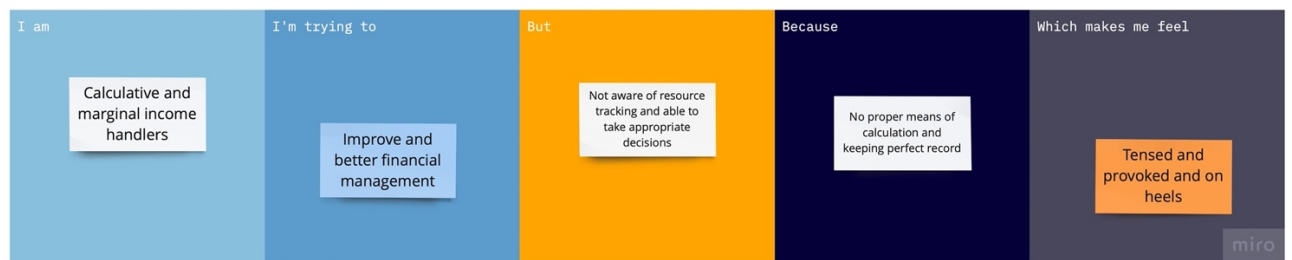 I am
Calculative and
marginal income
handlers
I'm trying to
Improve and
better financial
management
But
Not aware of resource
tracking and able to
take appropriate
decisions
Because
No proper means of
calculation and
keeping perfect record
Which makes me feel
Tensed and
provoked and on
heels
miro